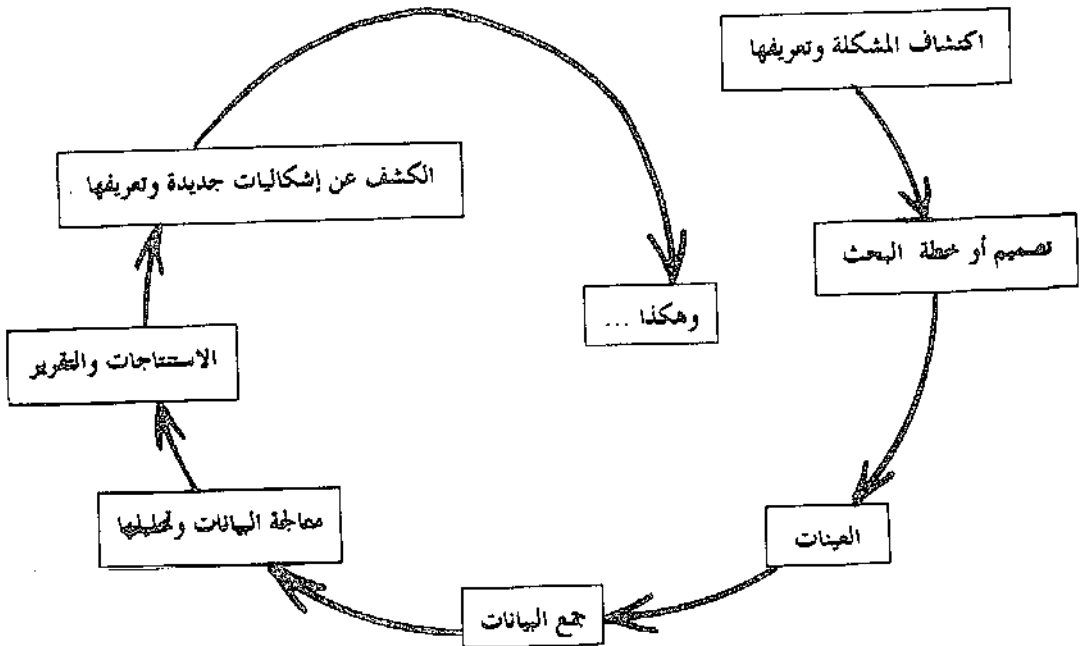 اكتشاف المشكلة وتعريفها
تصميم أو خطة البحث
العينات
جمع البيانات
معالجة البيانات وتحليلها
الاستنتاجات والتقرير
الكشف عن إشكاليات جديدة وتعريفها
وهكذا ...